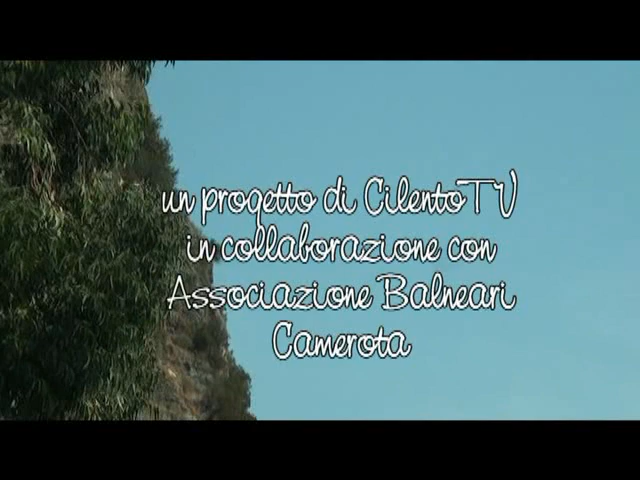 un progetto di CilentoTV
in collaborazione con
Associazione Balneari
Camerota